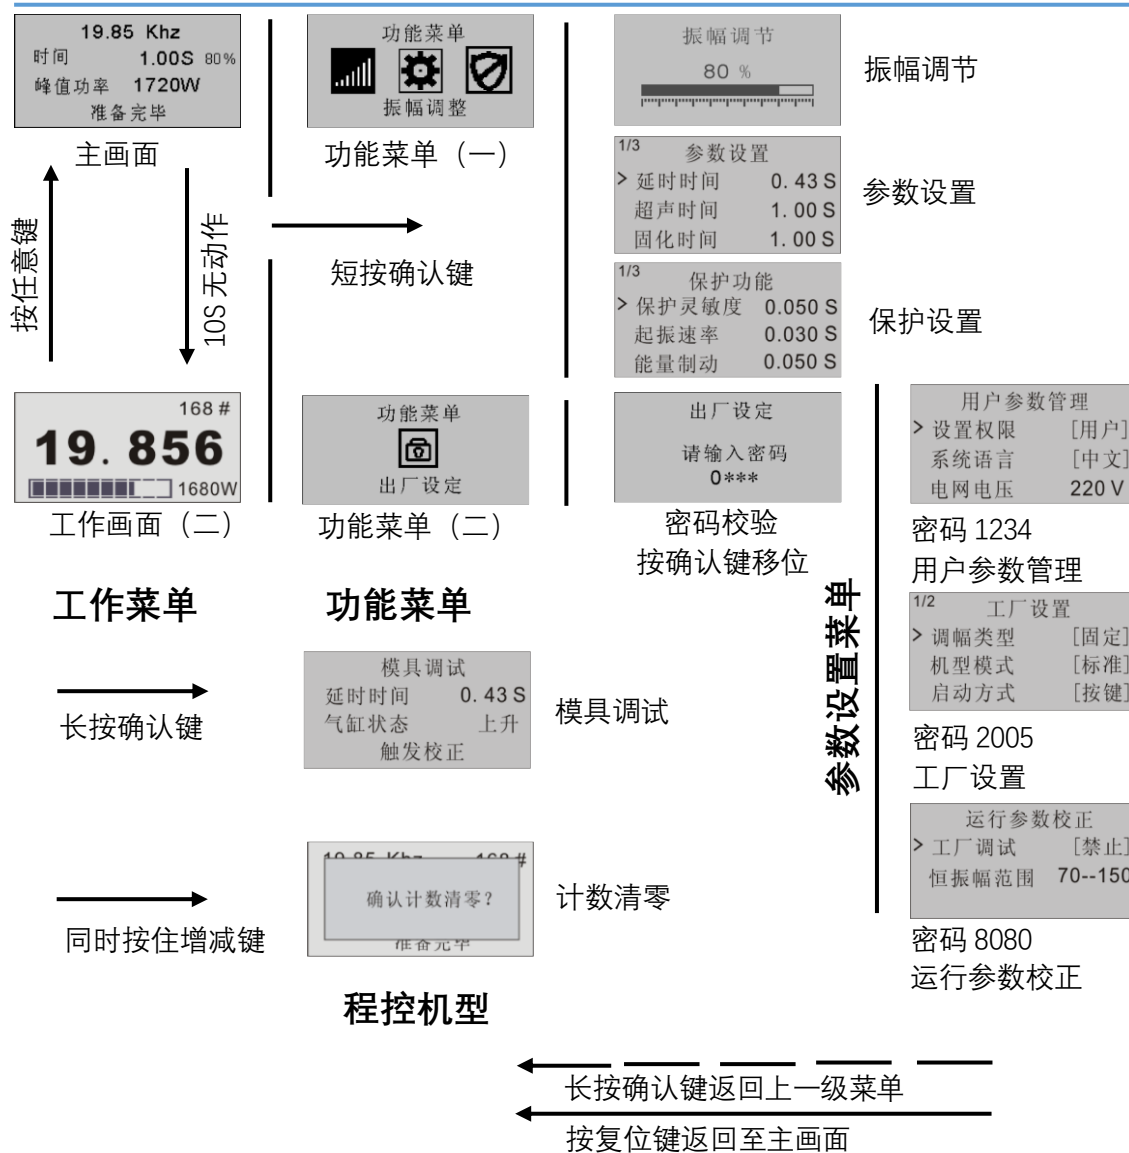 19.85 Khz
时间 1.00S 80%
峰值功率 1720W
准备完毕
主画面
按任意键
10S 无动作
168 #
19. 856
1680W
工作画面（二）
工作菜单
功能菜单
振幅调整
功能菜单（一）
短按确认键
功能菜单
出厂设定
功能菜单（二）
功能菜单
振幅调节
80 %
振幅调节
1/3 参数设置
> 延时时间 0. 43 S
超声时间 1. 00 S
固化时间 1. 00 S
参数设置
1/3 保护功能
> 保护灵敏度 0.050 S
起振速率 0.030 S
能量制动 0.050 S
保护设置
出厂设定
请输入密码
0***
密码校验
按确认键移位
参数设置菜单
用户参数管理
> 设置权限 [用户]
系统语言 [中文]
电网电压 220 V
密码 1234
用户参数管理
1/2 工厂设置
> 调幅类型 [固定]
机型模式 [标准]
启动方式 [按键]
密码 2005
工厂设置
运行参数校正
> 工厂调试 [禁止]
恒振幅范围 70--150
密码 8080
运行参数校正
长按确认键
模具调试
延时时间 0. 43 S
气缸状态 上升
触发校正
模具调试
同时按住增减键
19.85 Khz 168 #
确认计数清零?
准备完毕
计数清零
程控机型
长按确认键返回上一级菜单
按复位键返回至主画面